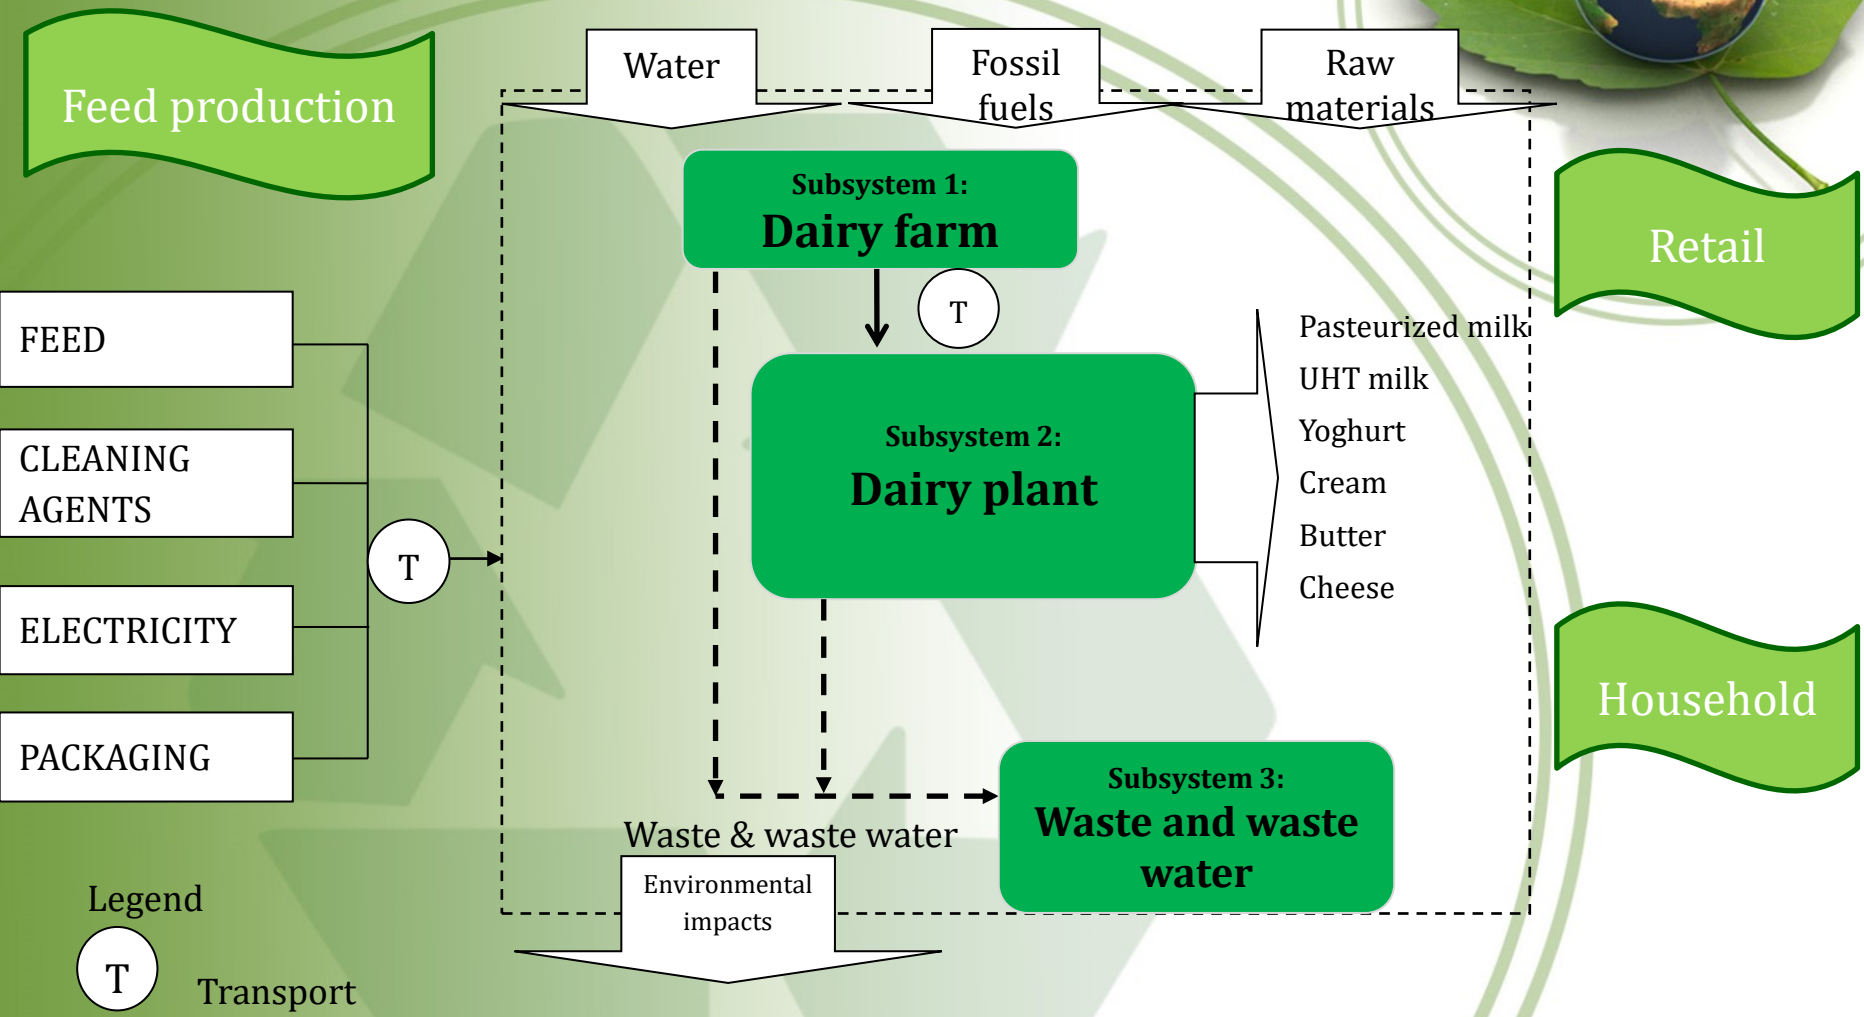 Feed production
Water
Fossil
fuels
Raw
materials
Subsystem 1:
Dairy farm
Retail
T
FEED
CLEANING
AGENTS
ELECTRICITY
PACKAGING
T
Subsystem 2:
Dairy plant
Pasteurized milk
UHT milk
Yoghurt
Cream
Butter
Cheese
Household
Subsystem 3:
Waste and waste
water
Waste & waste water
Environmental
impacts
Legend
T
Transport